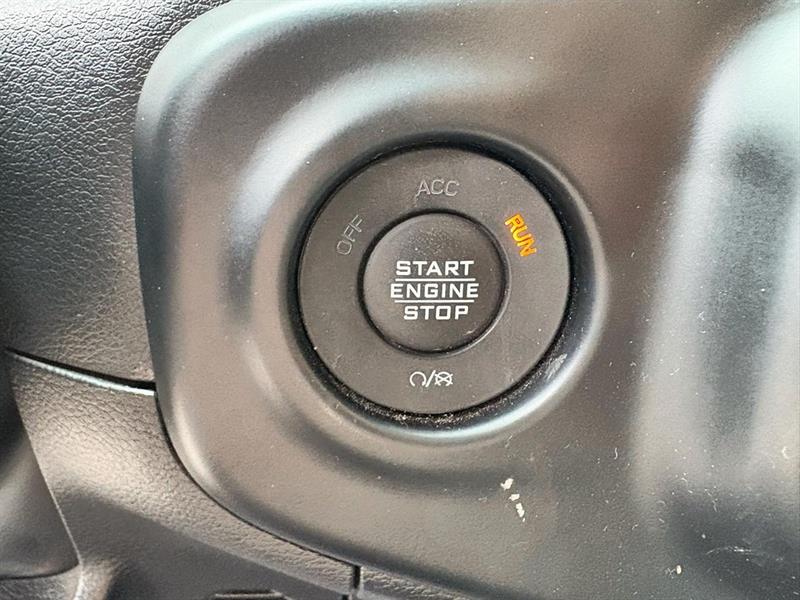 ACC
OFF
RUN
START
ENGINE
STOP